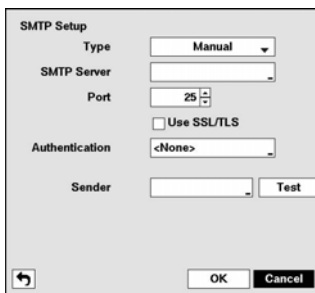 SMTP Setup
Type Manual
SMTP Server
Port 25
Use SSL/TLS
Authentication <None>
Sender Test
OK Cancel